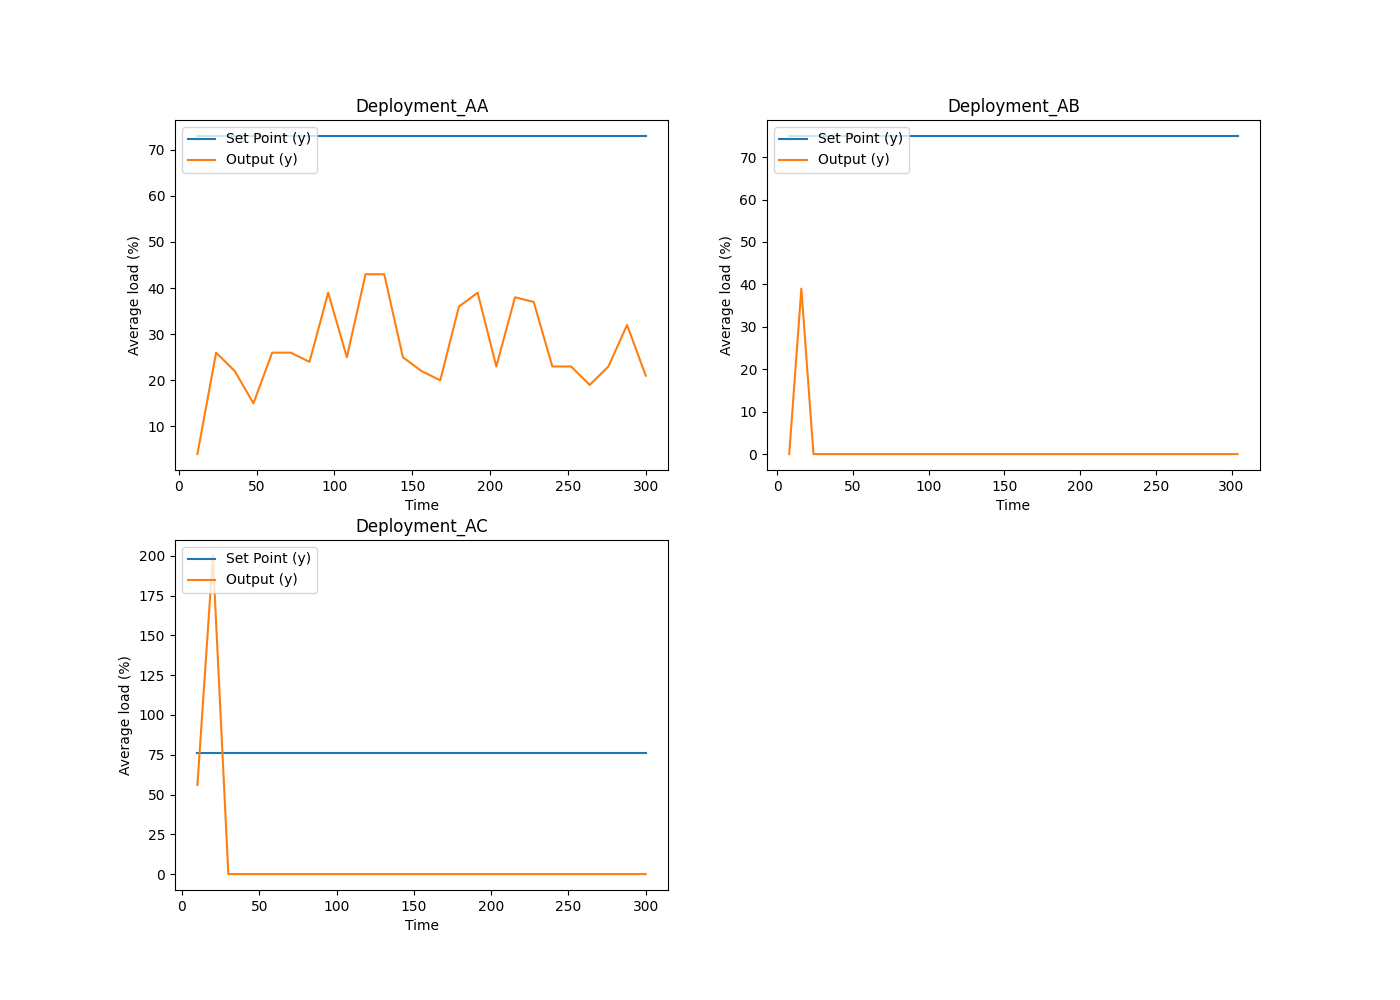 Deployment_AA
Set Point (y)
Output (y)
Average load (%)
70
60
50
40
30
20
10
0 50 100 150 200 250 300
Time
Deployment_AB
Set Point (y)
Output (y)
Average load (%)
70
60
50
40
30
20
10
0
0 50 100 150 200 250 300
Time
Deployment_AC
Set Point (y)
Output (y)
Average load (%)
200
175
150
125
100
75
50
25
0
0 50 100 150 200 250 300
Time